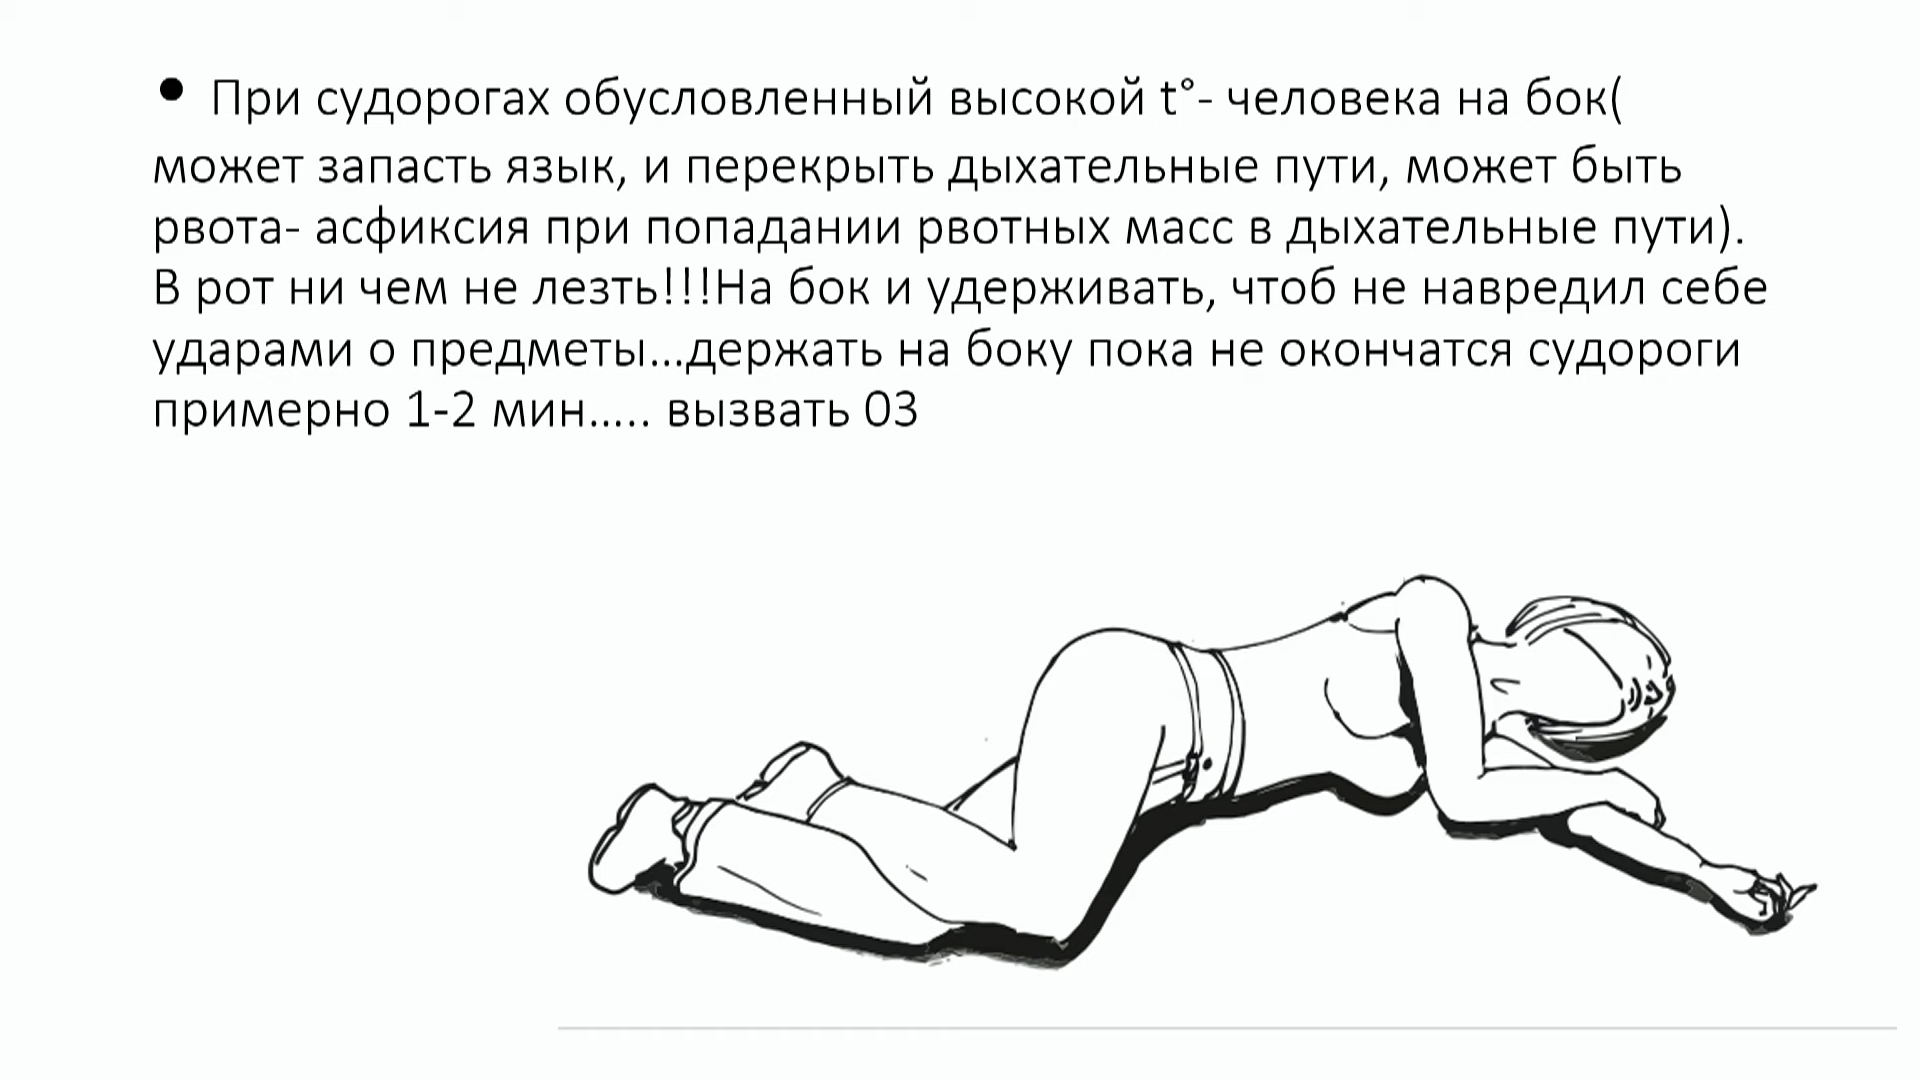 • При судорогах обусловленный высокой t°- человека на бок(
может запасть язык, и перекрыть дыхательные пути, может быть
рвота- асфиксия при попадании рвотных масс в дыхательные пути).
В рот ни чем не лезть!!!На бок и удерживать, чтоб не навредил себе
ударами о предметы...держать на боку пока не окончатся судороги
примерно 1-2 мин..... вызвать 03